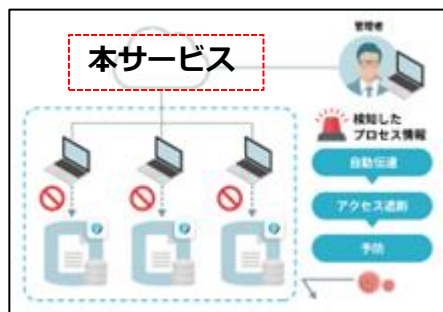 本サービス
管理者
検知した
プロセス情報
自動伝達
アクセス遮断
予防